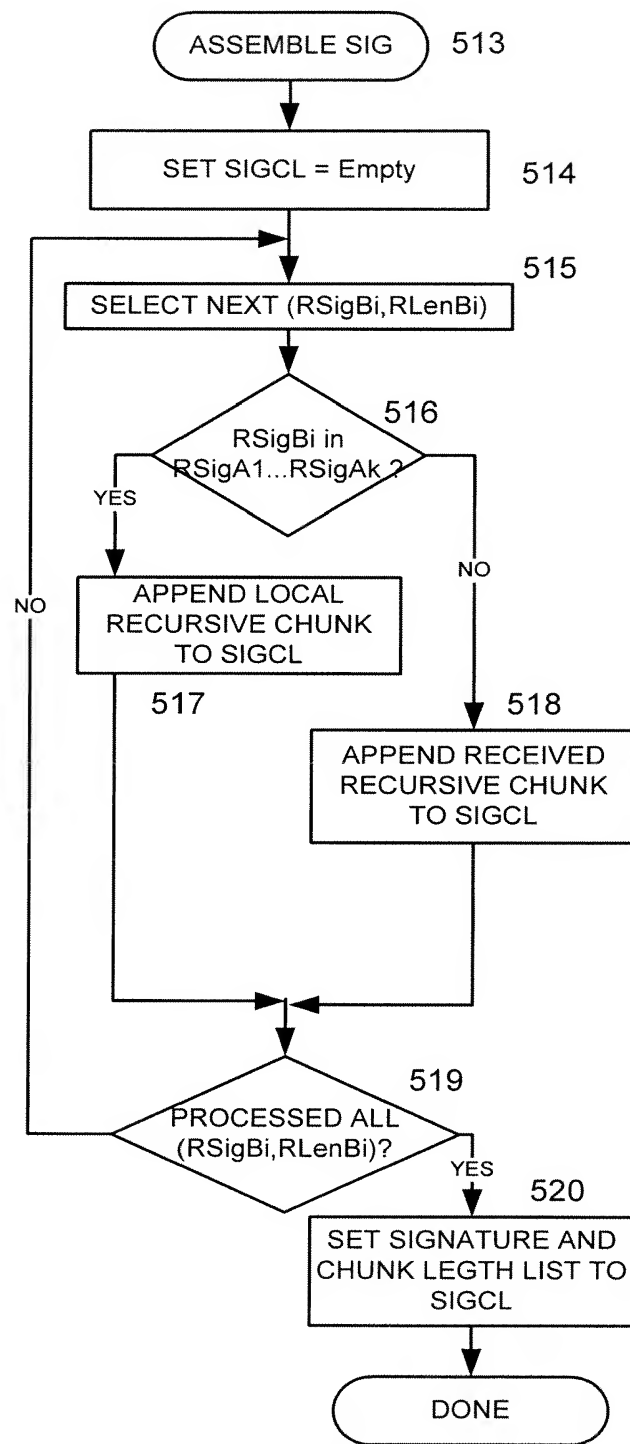 ASSEMBLE SIG
513
SET SIGCL = Empty
514
515
SELECT NEXT (RSigBi,RLenBi)
516
RSigBi in
RSigA1...RSigAk ?
YES
NO
NO
APPEND LOCAL
RECURSIVE CHUNK
TO SIGCL
517
518
APPEND RECEIVED
RECURSIVE CHUNK
TO SIGCL
519
PROCESSED ALL
(RSigBi,RLenBi)?
YES
520
SET SIGNATURE AND
CHUNK LEGTH LIST TO
SIGCL
DONE